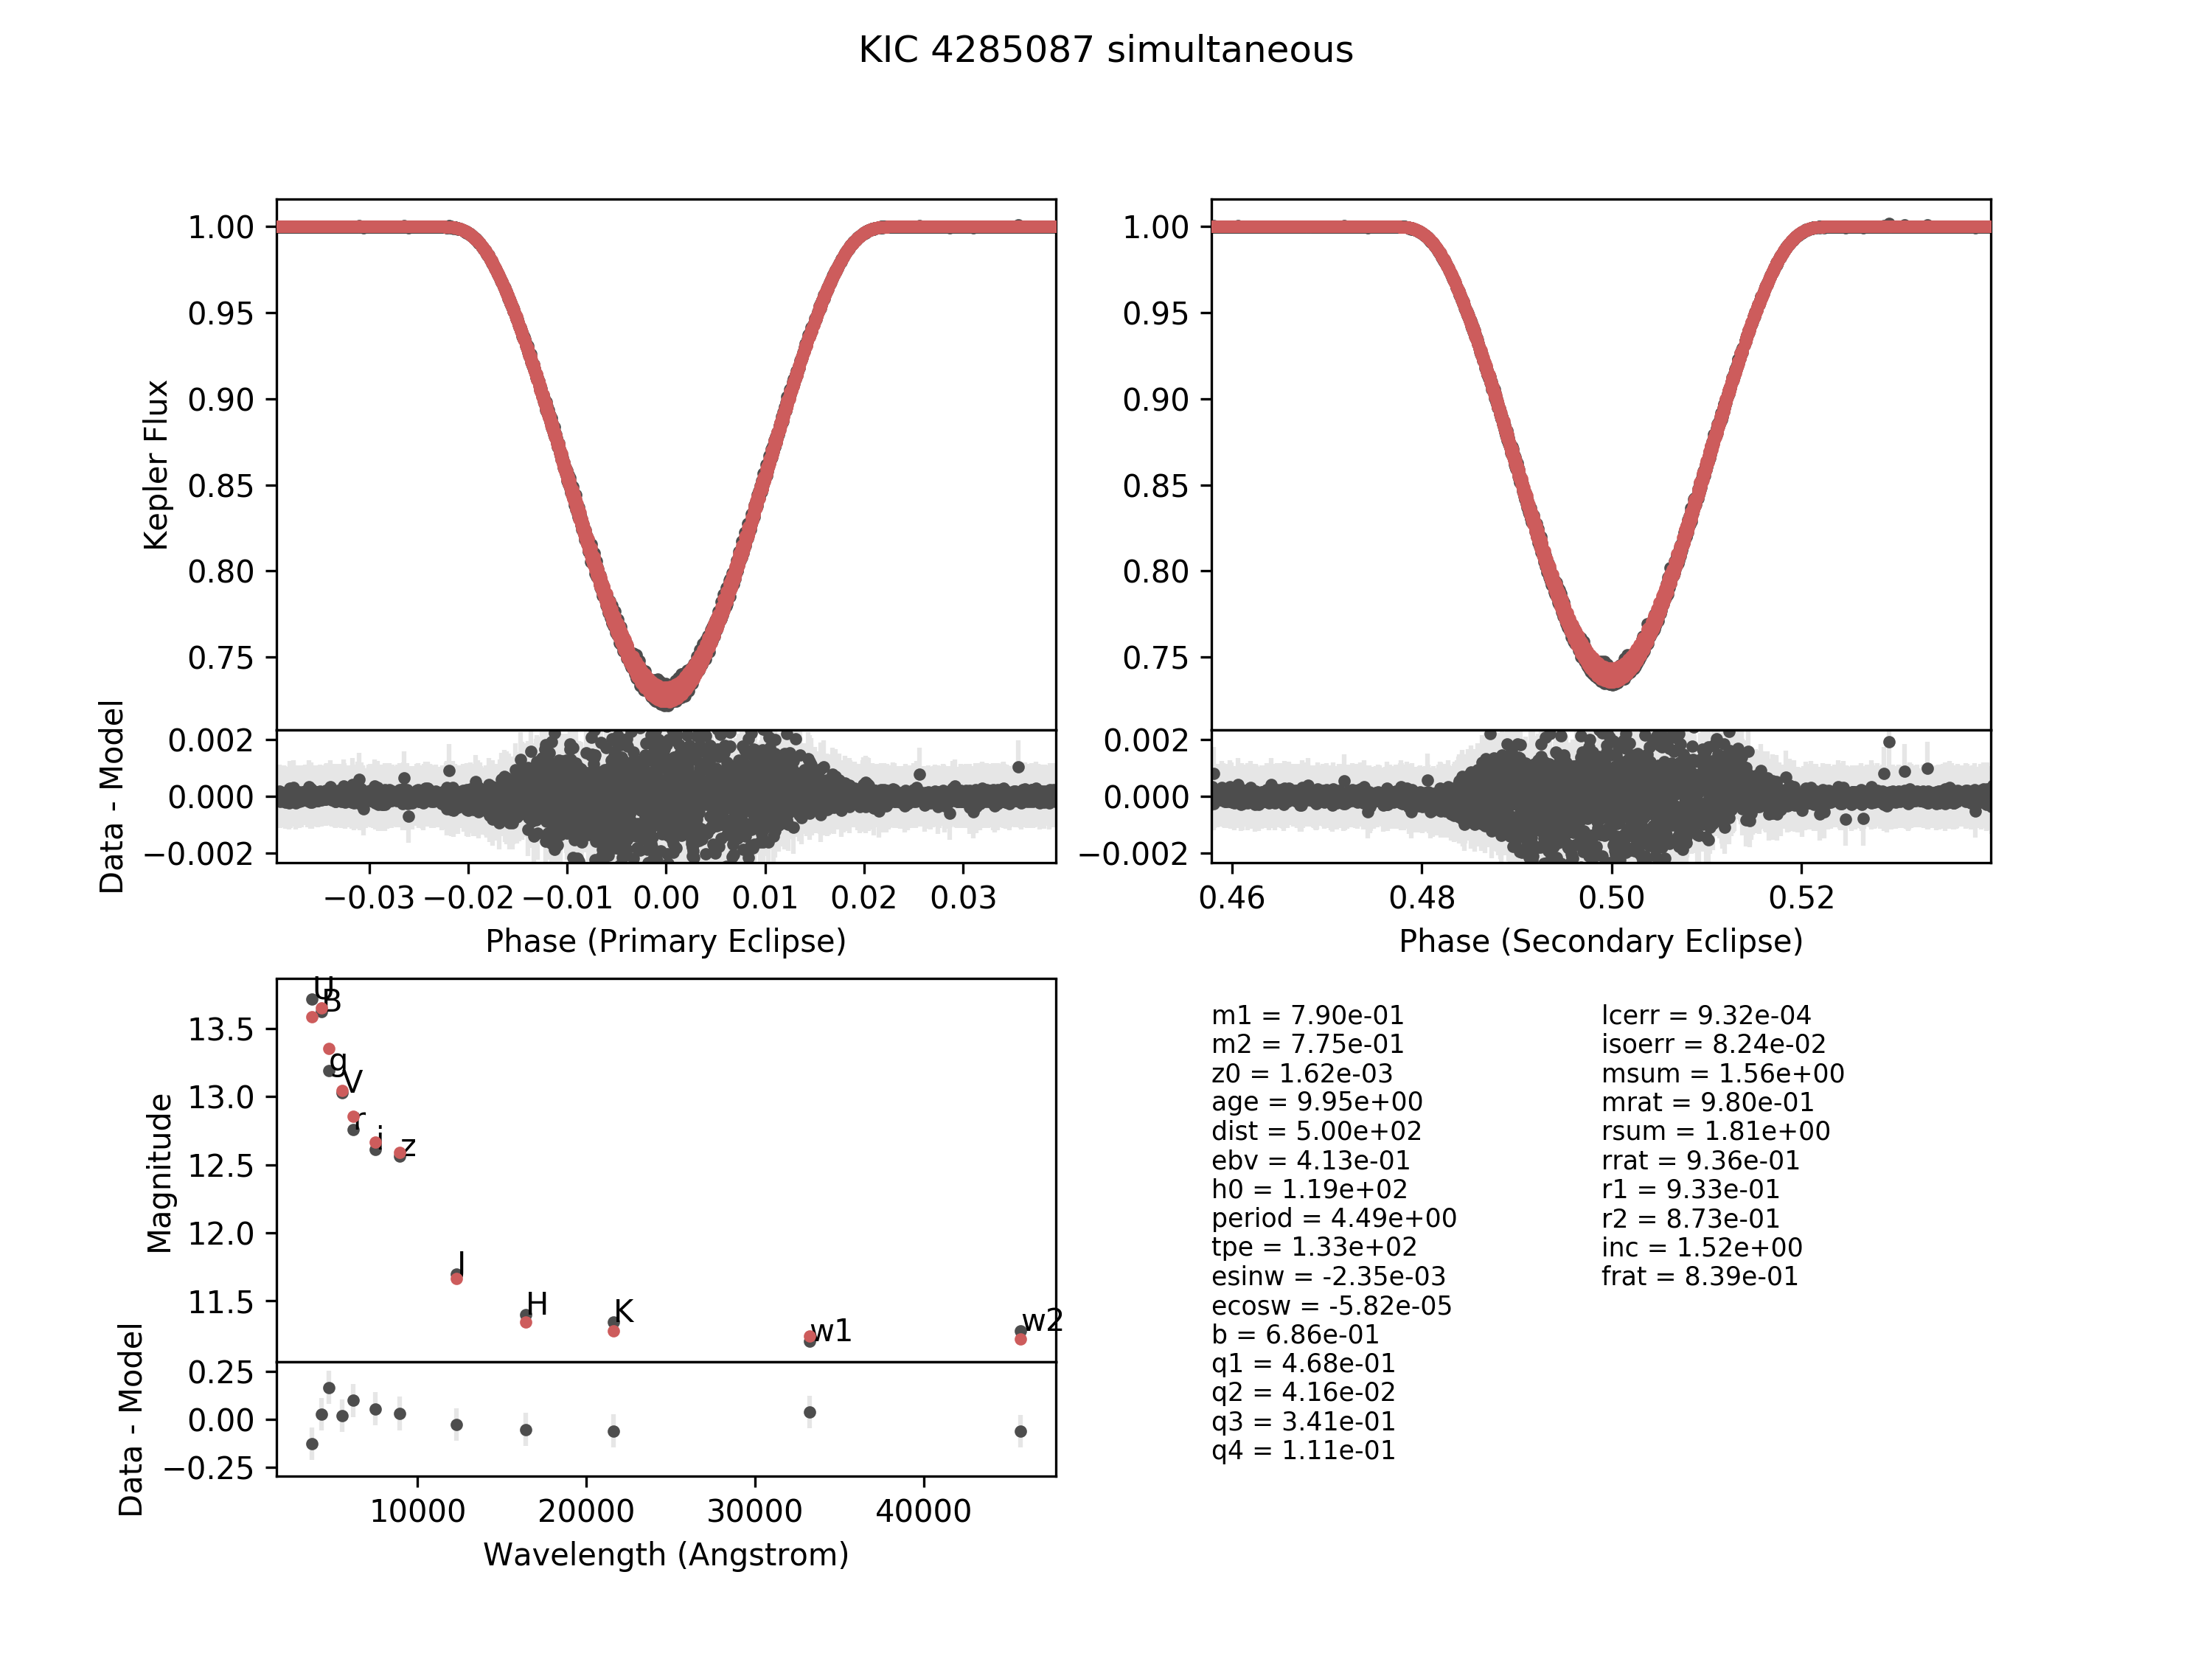 KIC 4285087 simultaneous
1.00
0.95
0.90
0.85
0.80
0.75
Kepler Flux
0.002
0.000
−0.002
Data - Model
−0.03 −0.02 −0.01 0.00 0.01 0.02 0.03
Phase (Primary Eclipse)
1.00
0.95
0.90
0.85
0.80
0.75
0.002
0.000
−0.002
0.46 0.48 0.50 0.52
Phase (Secondary Eclipse)
13.5
13.0
12.5
12.0
11.5
Magnitude
U
B
g
V
r
i
z
J
H
K
w1
w2
0.25
0.00
−0.25
Data - Model
10000 20000 30000 40000
Wavelength (Angstrom)
m1 = 7.90e-01
m2 = 7.75e-01
z0 = 1.62e-03
age = 9.95e+00
dist = 5.00e+02
ebv = 4.13e-01
h0 = 1.19e+02
period = 4.49e+00
tpe = 1.33e+02
esinw = -2.35e-03
ecosw = -5.82e-05
b = 6.86e-01
q1 = 4.68e-01
q2 = 4.16e-02
q3 = 3.41e-01
q4 = 1.11e-01
lcerr = 9.32e-04
isoerr = 8.24e-02
msum = 1.56e+00
mrat = 9.80e-01
rsum = 1.81e+00
rrat = 9.36e-01
r1 = 9.33e-01
r2 = 8.73e-01
inc = 1.52e+00
frat = 8.39e-01